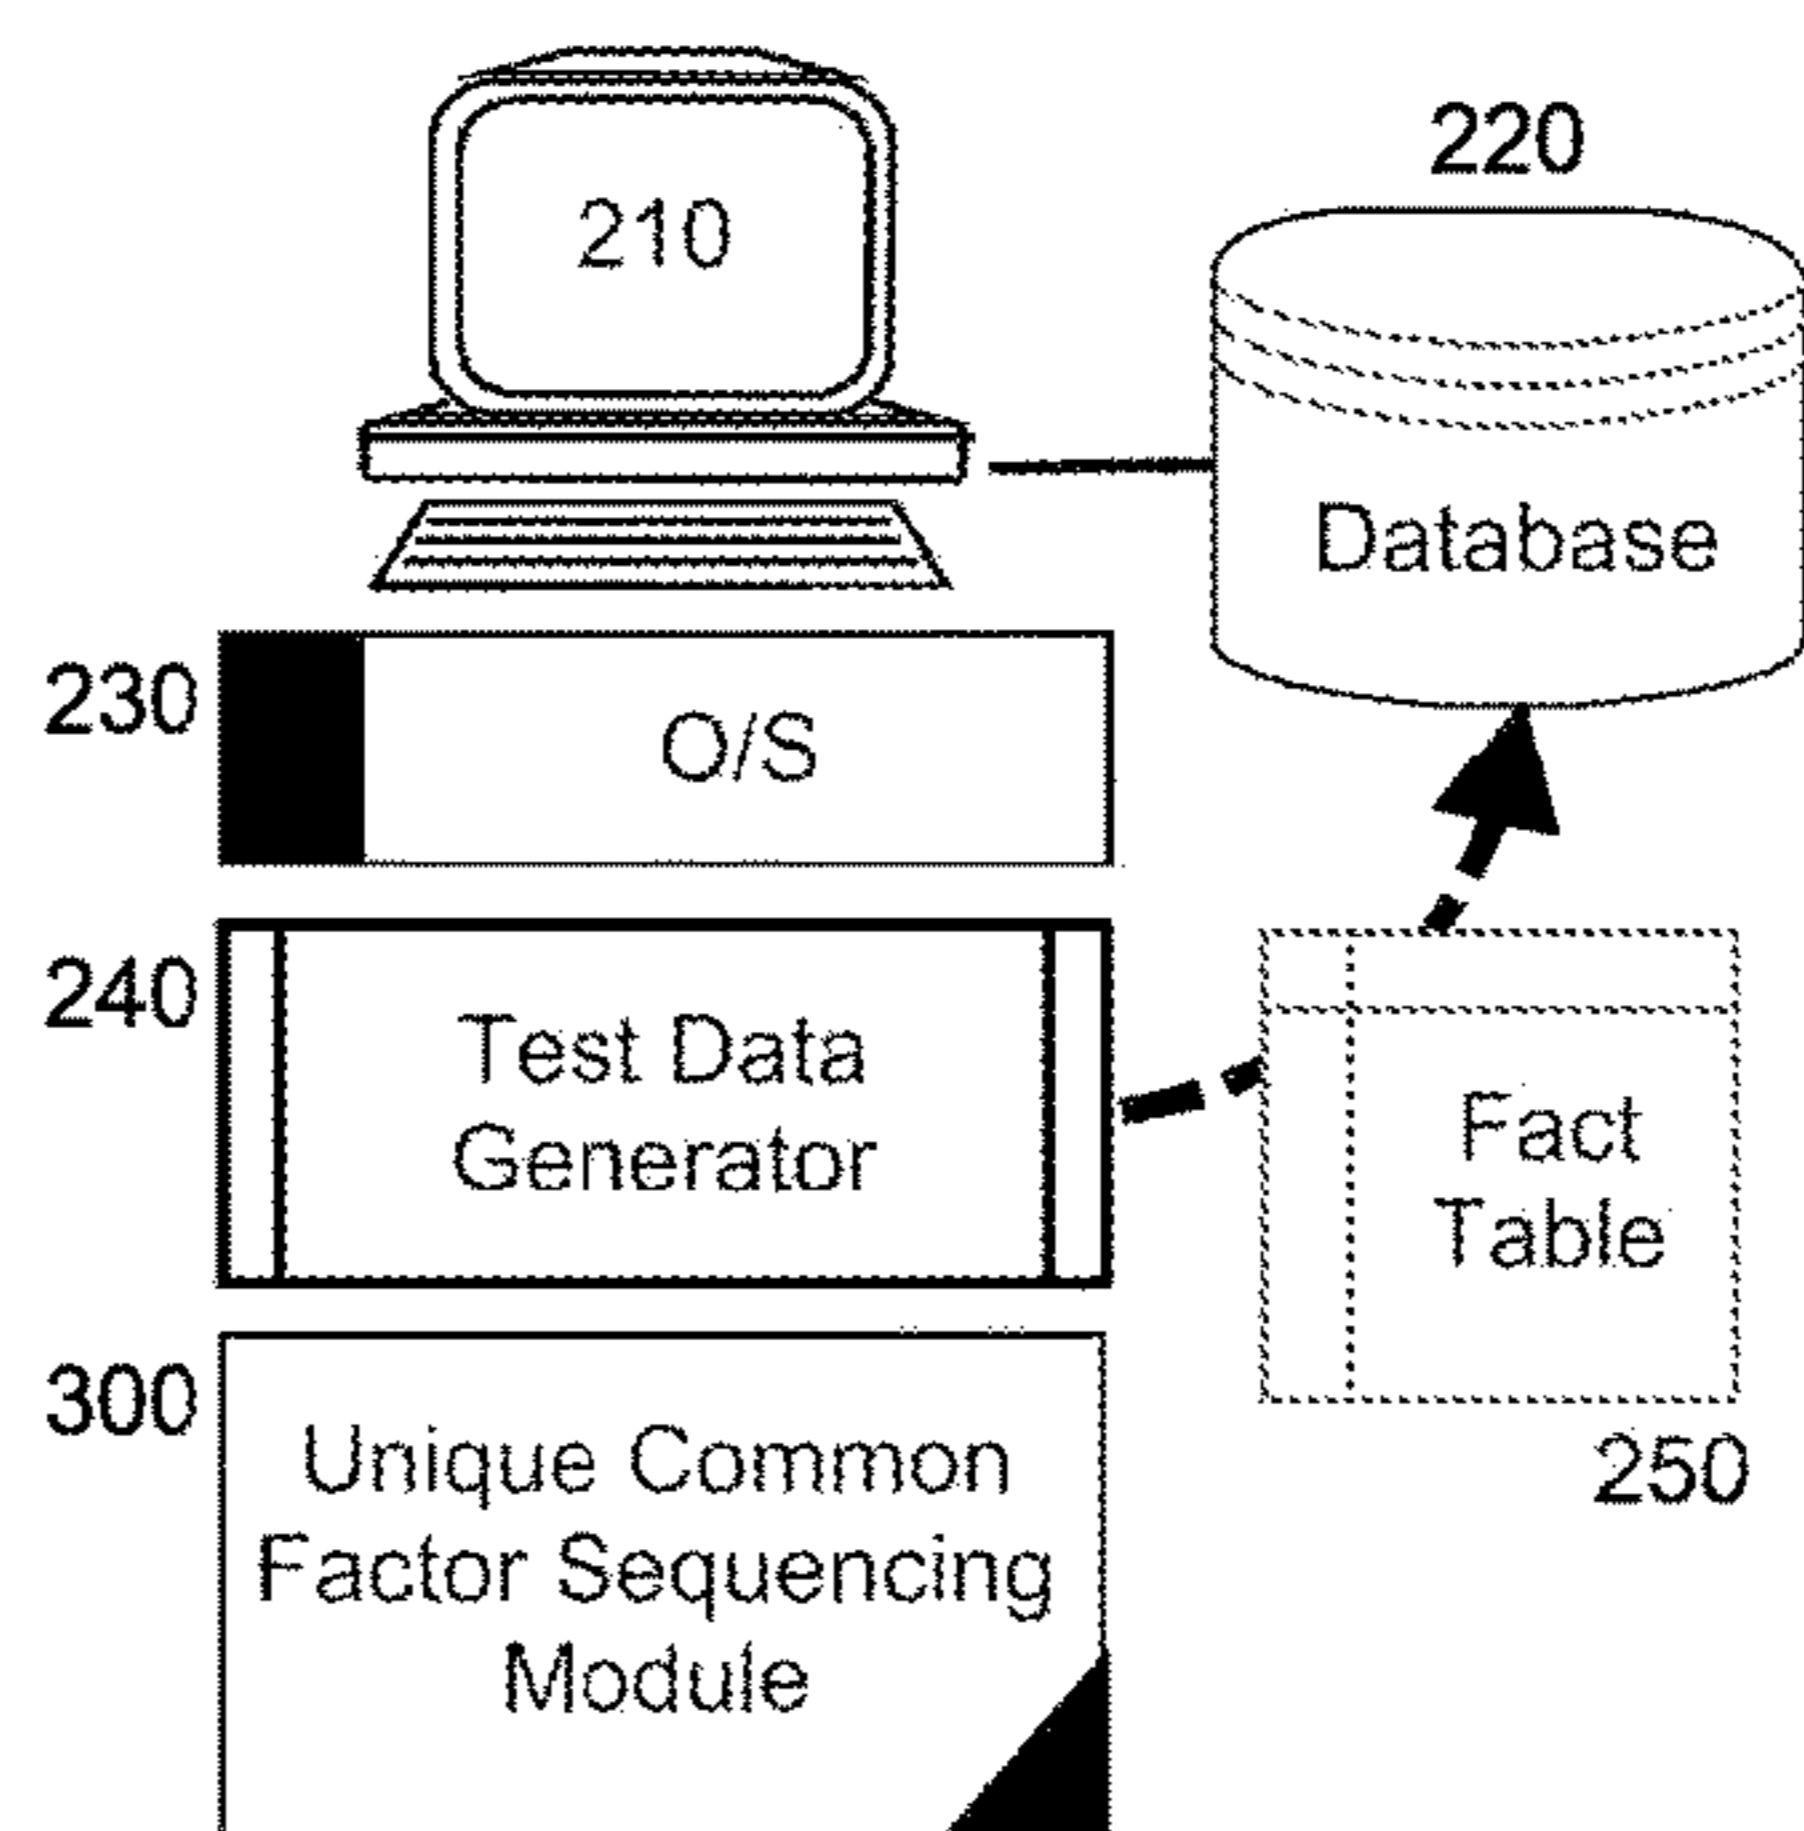 210
220
Database
230
O/S
240
Test Data
Generator
Fact
Table
250
300
Unique Common
Factor Sequencing
Module